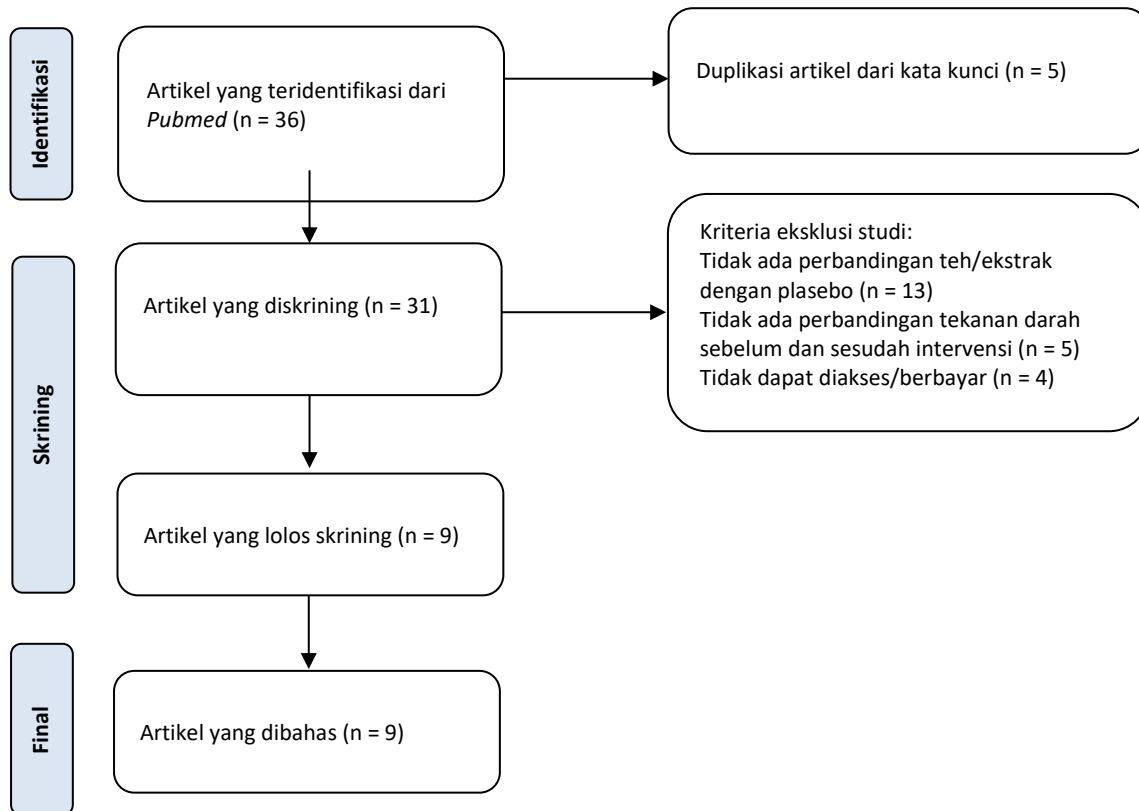 Identifikasi
Artikel yang teridentifikasi dari
Pubmed (n = 36)
Duplikasi artikel dari kata kunci (n = 5)
Skrining
Artikel yang diskrining (n = 31)
Kriteria eksklusi studi:
Tidak ada perbandingan teh/ekstrak
dengan plasebo (n = 13)
Tidak ada perbandingan tekanan darah
sebelum dan sesudah intervensi (n = 5)
Tidak dapat diakses/berbayar (n = 4)
Artikel yang lolos skrining (n = 9)
Final
Artikel yang dibahas (n = 9)